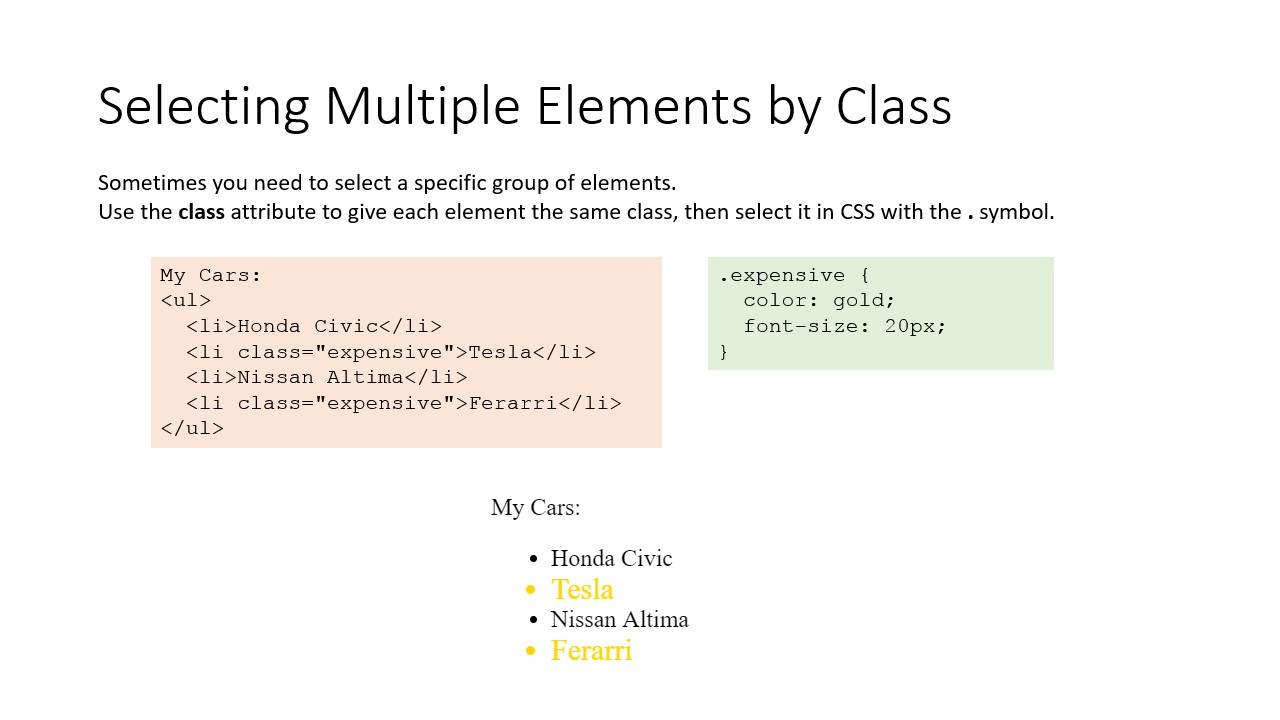 Selecting Multiple Elements by Class
Sometimes you need to select a specific group of elements.
Use the class attribute to give each element the same class, then select it in CSS with the . symbol.
My Cars:
<ul>
  <li>Honda Civic</li>
  <li class="expensive">Tesla</li>
  <li>Nissan Altima</li>
  <li class="expensive">Ferarri</li>
</ul>
.expensive {
  color: gold;
  font-size: 20px;
}
My Cars:
• Honda Civic
• Tesla
• Nissan Altima
• Ferarri